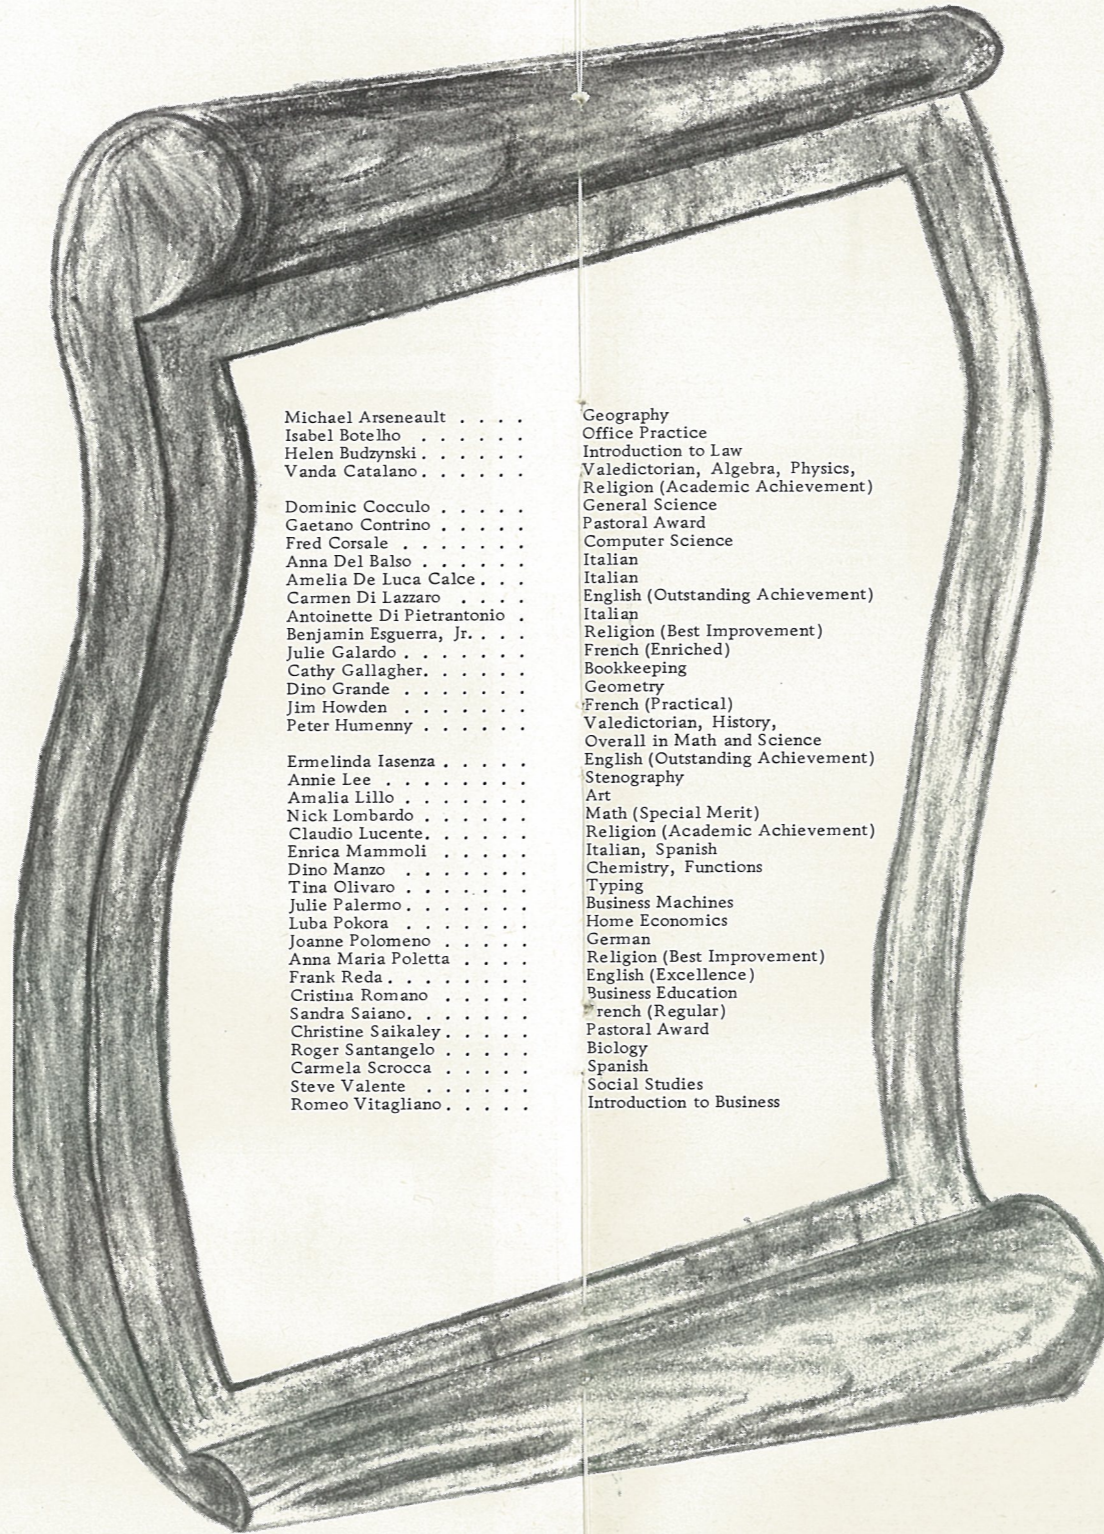 Michael Arseneault . . . . Geography
Isabel Botelho . . . . . . Office Practice
Helen Budzynski . . . . . . Introduction to Law
Vanda Catalano . . . . . . Valedictorian, Algebra, Physics,
Religion (Academic Achievement)
Dominic Cocculo . . . . . General Science
Gaetano Contrino . . . . . Pastoral Award
Fred Corsale . . . . . . . Computer Science
Anna Del Balso . . . . . . Italian
Amelia De Luca Calce . . . Italian
Carmen Di Lazzaro . . . . English (Outstanding Achievement)
Antoinette Di Pietrantonio . Italian
Benjamin Esguerra, Jr. . . . Religion (Best Improvement)
Julie Galardo . . . . . . . French (Enriched)
Cathy Gallagher. . . . . . Bookkeeping
Dino Grande . . . . . . . Geometry
Jim Howden . . . . . . . French (Practical)
Peter Humenny . . . . . . Valedictorian, History,
Overall in Math and Science
Ermelinda Iasenza . . . . . English (Outstanding Achievement)
Annie Lee . . . . . . . . Stenography
Amalia Lillo . . . . . . . Art
Nick Lombardo . . . . . . Math (Special Merit)
Claudio Lucente. . . . . . Religion (Academic Achievement)
Enrica Mammoli . . . . . Italian, Spanish
Dino Manzo . . . . . . . Chemistry, Functions
Tina Olivaro . . . . . . . Typing
Julie Palermo . . . . . . . Business Machines
Luba Pokora . . . . . . . Home Economics
Joanne Polomeno . . . . . German
Anna Maria Poletta . . . . Religion (Best Improvement)
Frank Reda . . . . . . . . English (Excellence)
Cristina Romano . . . . . Business Education
Sandra Saiano. . . . . . . French (Regular)
Christine Saikaley . . . . . Pastoral Award
Roger Santangelo . . . . . Biology
Carmela Scrocca . . . . . Spanish
Steve Valente . . . . . . Social Studies
Romeo Vitagliano . . . . . Introduction to Business